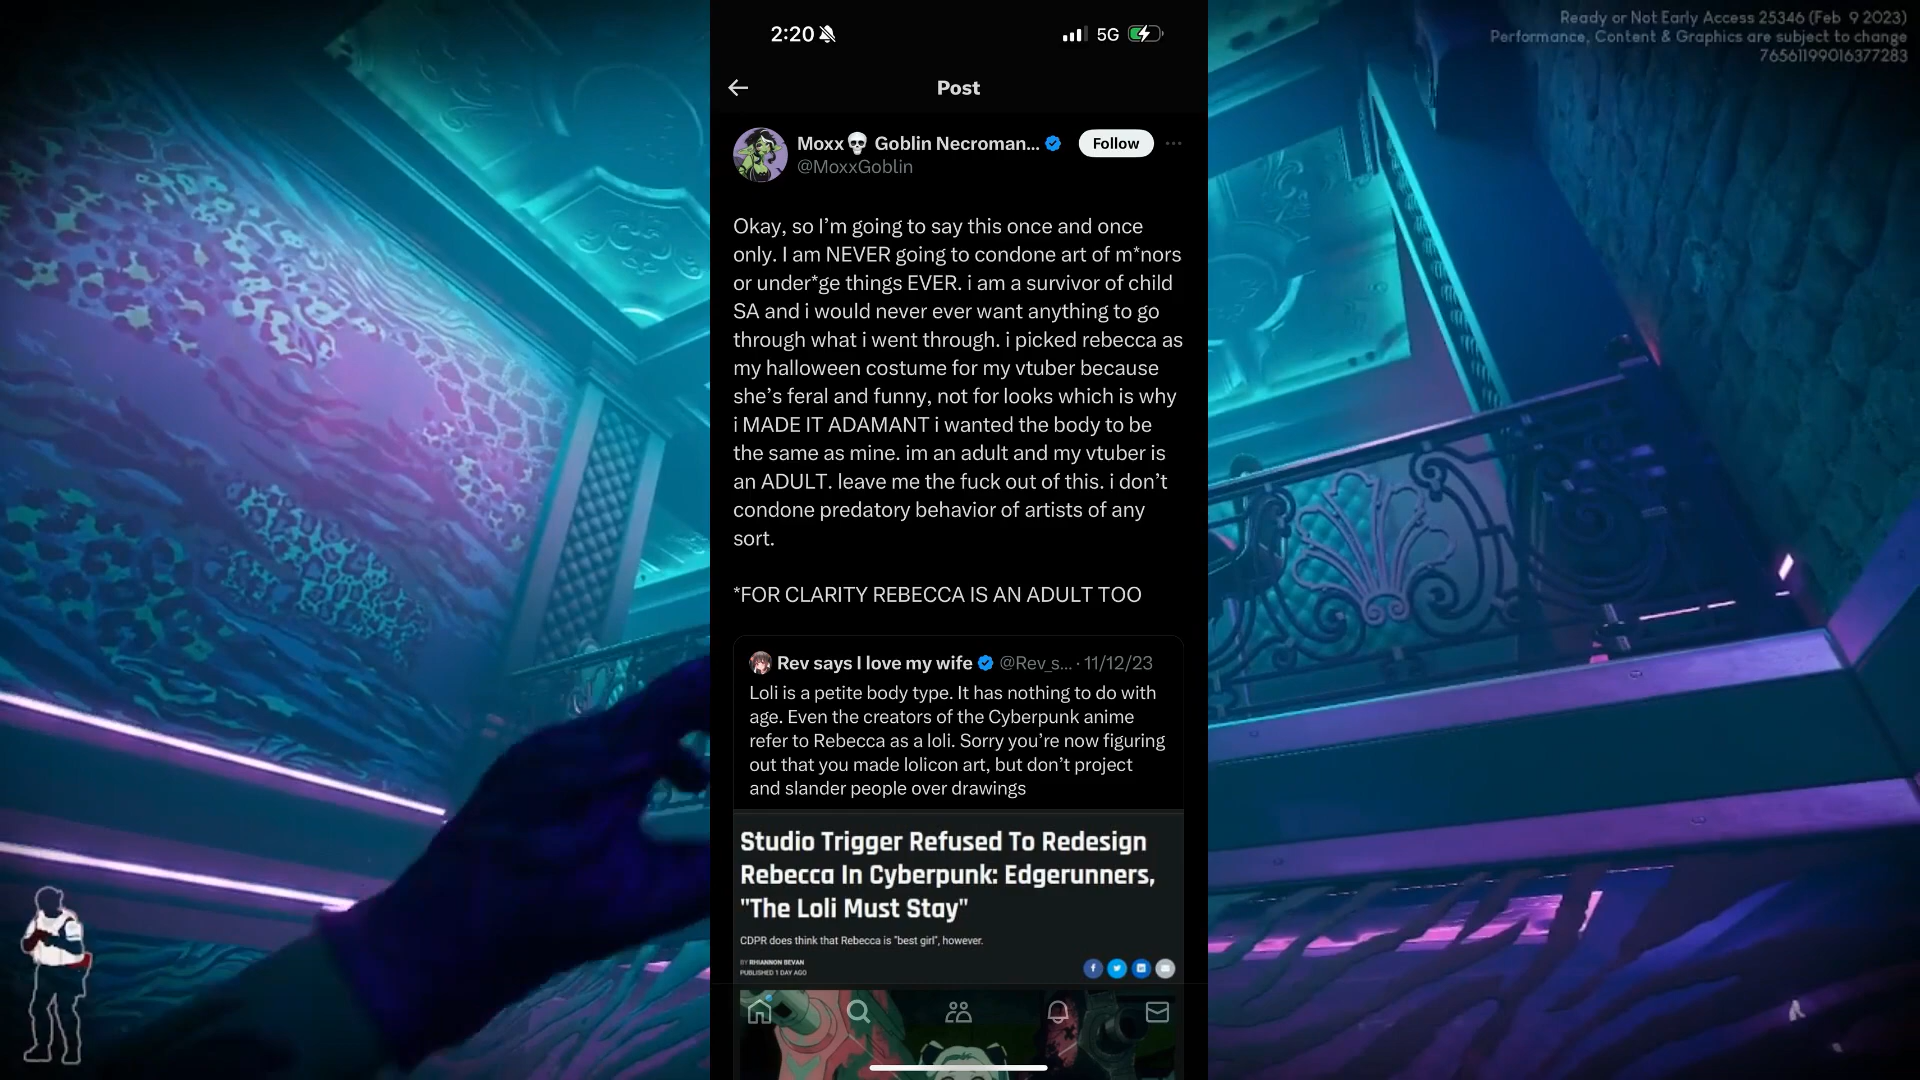 Ready or Not Early Access 25346 (Feb 9 2023)
Performance, Content & Graphics are subject to change
76561199016377283
2:20
5G
Post
Moxx💀 Goblin Necroman...
Follow
@MoxxGoblin
Okay, so I'm going to say this once and once
only. I am NEVER going to condone art of m*nors
or under*ge things EVER. i am a survivor of child
SA and i would never ever want anything to go
through what i went through. i picked rebecca as
my halloween costume for my vtuber because
she's feral and funny, not for looks which is why
i MADE IT ADAMANT i wanted the body to be
the same as mine. im an adult and my vtuber is
an ADULT. leave me the fuck out of this. i don't
condone predatory behavior of artists of any
sort.
*FOR CLARITY REBECCA IS AN ADULT TOO
Rev says I love my wife @Rev_s... · 11/12/23
Loli is a petite body type. It has nothing to do with
age. Even the creators of the Cyberpunk anime
refer to Rebecca as a loli. Sorry you're now figuring
out that you made lolicon art, but don't project
and slander people over drawings
Studio Trigger Refused To Redesign
Rebecca In Cyberpunk: Edgerunners,
"The Loli Must Stay"
CDPR does think that Rebecca is "best girl", however.
BY RHIANNON BEVAN
PUBLISHED 1 DAY AGO